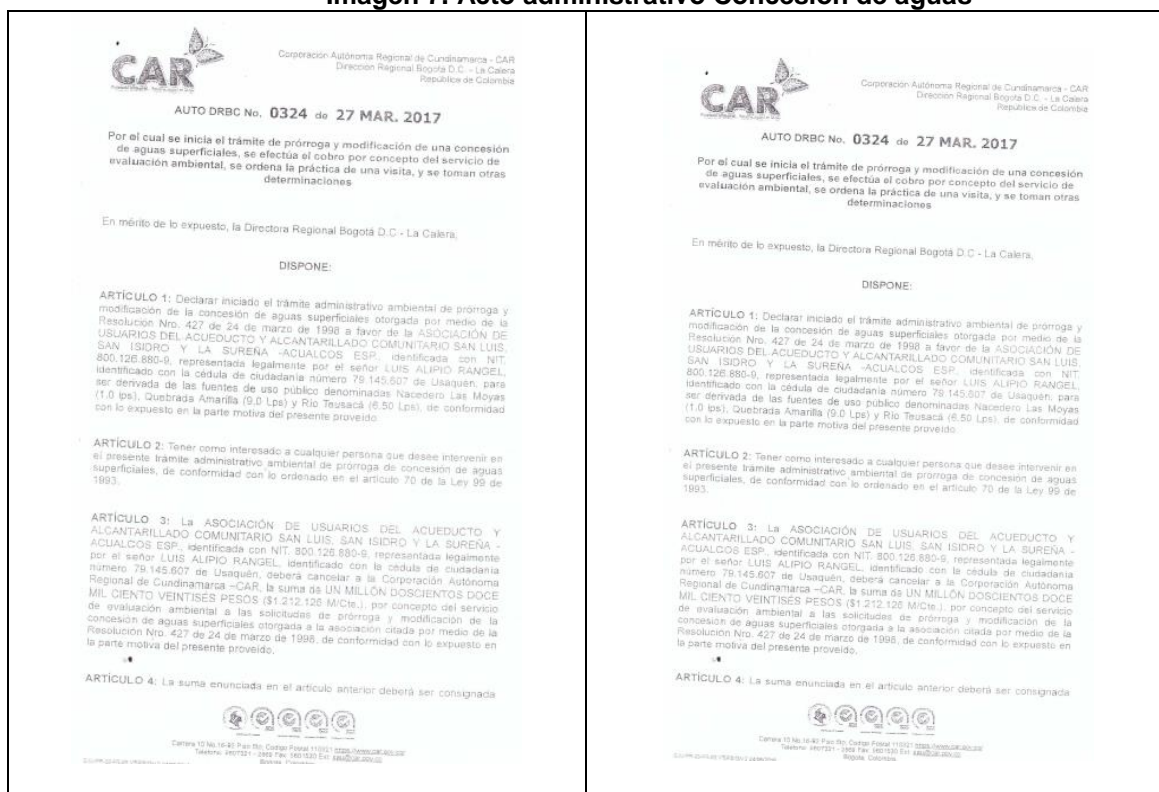 Imagen 7. Acto administrativo Concesión de aguas
CAR
Corporación Autónoma Regional de Cundinamarca - CAR
Dirección Regional Bogotá D.C. - La Calera
República de Colombia
AUTO DRBC No. 0324 de 27 MAR. 2017
Por el cual se inicia el trámite de prórroga y modificación de una concesión
de aguas superficiales, se efectúa el cobro por concepto del servicio de
evaluación ambiental, se ordena la práctica de una visita, y se toman otras
determinaciones
En mérito de lo expuesto, la Directora Regional Bogotá D.C - La Calera,
DISPONE:
ARTÍCULO 1: Declarar iniciado el trámite administrativo ambiental de prórroga y
modificación de la concesión de aguas superficiales otorgada por medio de la
Resolución Nro. 427 de 24 de marzo de 1998 a favor de la ASOCIACIÓN DE
USUARIOS DEL ACUEDUCTO Y ALCANTARILLADO COMUNITARIO SAN LUIS,
SAN ISIDRO Y LA SUREÑA -ACUALCOS ESP., identificada con NIT.
800.126.880-9, representada legalmente por el señor LUIS ALIPIO RANGEL,
identificado con la cédula de ciudadanía número 79.145.607 de Usaquén, para
ser derivada de las fuentes de uso público denominadas Nacedero Las Moyas
(1.0 lps), Quebrada Amarilla (9.0 Lps) y Río Teusacá (6.50 Lps), de conformidad
con lo expuesto en la parte motiva del presente proveído.
ARTÍCULO 2: Tener como interesado a cualquier persona que desee intervenir en
el presente trámite administrativo ambiental de prórroga de concesión de aguas
superficiales, de conformidad con lo ordenado en el artículo 70 de la Ley 99 de
1993.
ARTÍCULO 3: La ASOCIACIÓN DE USUARIOS DEL ACUEDUCTO Y
ALCANTARILLADO COMUNITARIO SAN LUIS, SAN ISIDRO Y LA SUREÑA -
ACUALCOS ESP., identificada con NIT. 800.126.880-9, representada legalmente
por el señor LUIS ALIPIO RANGEL, identificado con la cédula de ciudadanía
número 79.145.607 de Usaquén, deberá cancelar a la Corporación Autónoma
Regional de Cundinamarca –CAR, la suma de UN MILLÓN DOSCIENTOS DOCE
MIL CIENTO VEINTISÉS PESOS ($1.212.126 M/Cte.), por concepto del servicio
de evaluación ambiental a las solicitudes de prórroga y modificación de la
concesión de aguas superficiales otorgada a la asociación citada por medio de la
Resolución Nro. 427 de 24 de marzo de 1998, de conformidad con lo expuesto en
la parte motiva del presente proveído.
ARTÍCULO 4: La suma enunciada en el artículo anterior deberá ser consignada
Bogotá, Colombia
CAR
Corporación Autónoma Regional de Cundinamarca - CAR
Dirección Regional Bogotá D.C. - La Calera
República de Colombia
AUTO DRBC No. 0324 de 27 MAR. 2017
Por el cual se inicia el trámite de prórroga y modificación de una concesión
de aguas superficiales, se efectúa el cobro por concepto del servicio de
evaluación ambiental, se ordena la práctica de una visita, y se toman otras
determinaciones
En mérito de lo expuesto, la Directora Regional Bogotá D.C - La Calera,
DISPONE:
ARTÍCULO 1: Declarar iniciado el trámite administrativo ambiental de prórroga y
modificación de la concesión de aguas superficiales otorgada por medio de la
Resolución Nro. 427 de 24 de marzo de 1998 a favor de la ASOCIACIÓN DE
USUARIOS DEL ACUEDUCTO Y ALCANTARILLADO COMUNITARIO SAN LUIS,
SAN ISIDRO Y LA SUREÑA -ACUALCOS ESP., identificada con NIT.
800.126.880-9, representada legalmente por el señor LUIS ALIPIO RANGEL,
identificado con la cédula de ciudadanía número 79.145.607 de Usaquén, para
ser derivada de las fuentes de uso público denominadas Nacedero Las Moyas
(1.0 lps), Quebrada Amarilla (9.0 Lps) y Río Teusacá (6.50 Lps), de conformidad
con lo expuesto en la parte motiva del presente proveído.
ARTÍCULO 2: Tener como interesado a cualquier persona que desee intervenir en
el presente trámite administrativo ambiental de prórroga de concesión de aguas
superficiales, de conformidad con lo ordenado en el artículo 70 de la Ley 99 de
1993.
ARTÍCULO 3: La ASOCIACIÓN DE USUARIOS DEL ACUEDUCTO Y
ALCANTARILLADO COMUNITARIO SAN LUIS, SAN ISIDRO Y LA SUREÑA -
ACUALCOS ESP., identificada con NIT. 800.126.880-9, representada legalmente
por el señor LUIS ALIPIO RANGEL, identificado con la cédula de ciudadanía
número 79.145.607 de Usaquén, deberá cancelar a la Corporación Autónoma
Regional de Cundinamarca –CAR, la suma de UN MILLÓN DOSCIENTOS DOCE
MIL CIENTO VEINTISÉS PESOS ($1.212.126 M/Cte.), por concepto del servicio
de evaluación ambiental a las solicitudes de prórroga y modificación de la
concesión de aguas superficiales otorgada a la asociación citada por medio de la
Resolución Nro. 427 de 24 de marzo de 1998, de conformidad con lo expuesto en
la parte motiva del presente proveído.
ARTÍCULO 4: La suma enunciada en el artículo anterior deberá ser consignada
Bogotá, Colombia